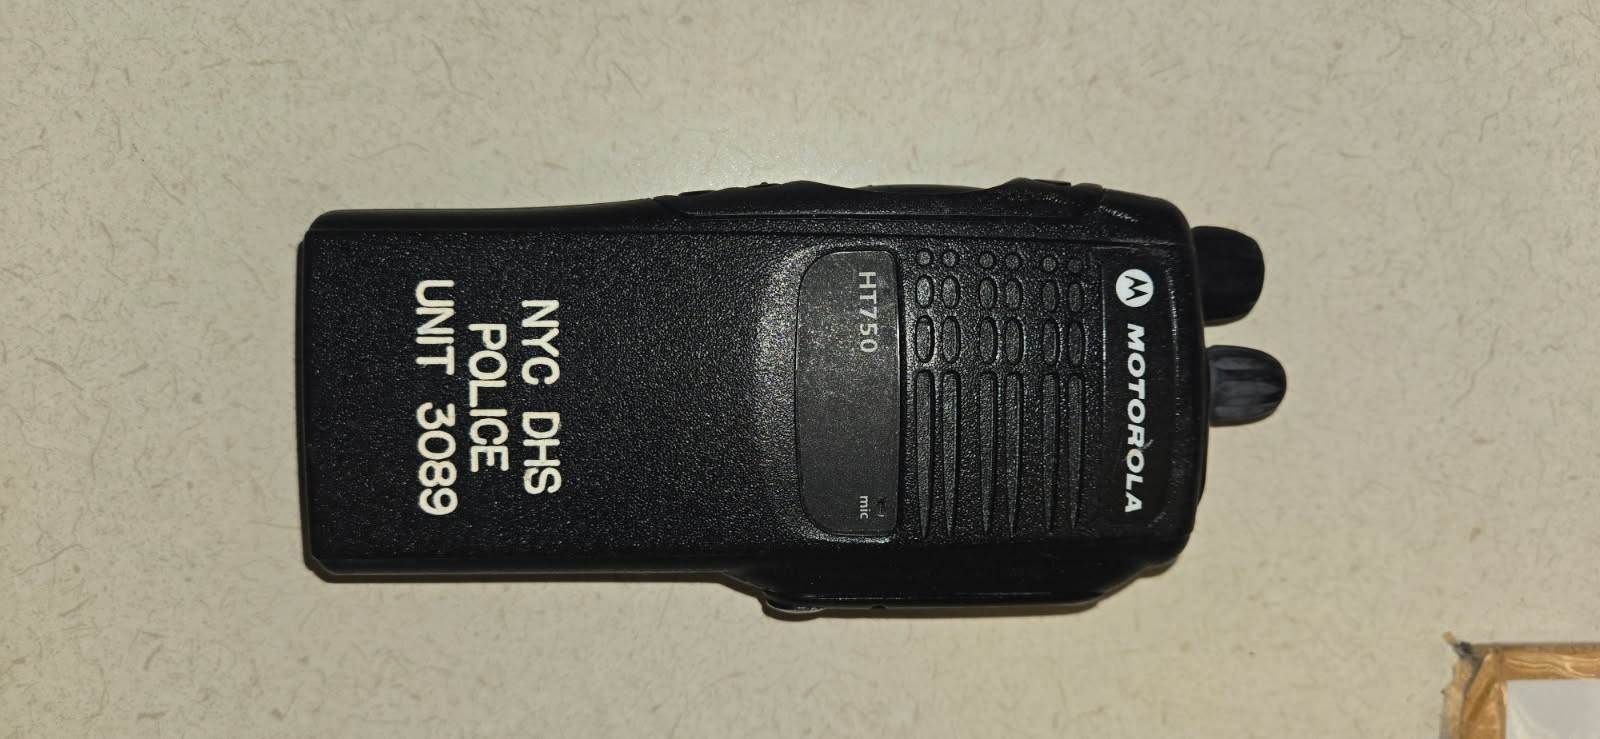 MOTOROLA
HT750
mic
NYC DHS
POLICE
UNIT 3089